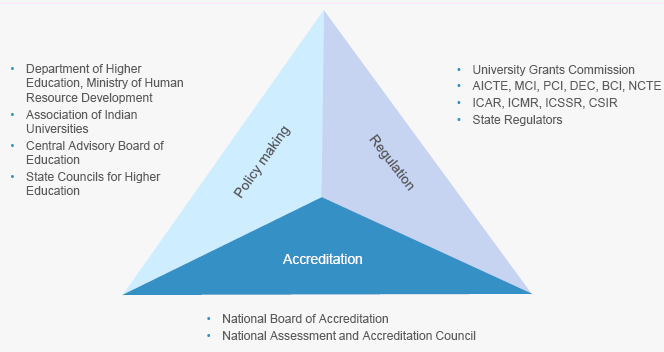 • Department of Higher
Education, Ministry of Human
Resource Development
• Association of Indian
Universities
• Central Advisory Board of
Education
• State Councils for Higher
Education
Policy making
Regulation
• University Grants Commission
• AICTE, MCI, PCI, DEC, BCI, NCTE
• ICAR, ICMR, ICSSR, CSIR
• State Regulators
Accreditation
• National Board of Accreditation
• National Assessment and Accreditation Council